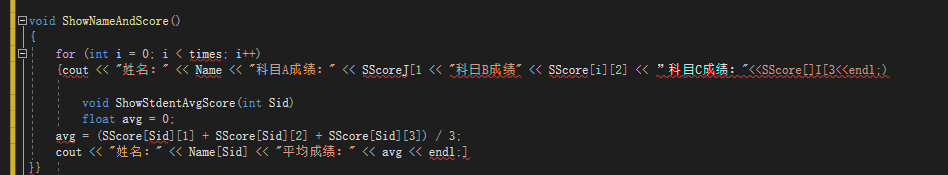 void ShowNameAndScore()
{
for (int i = 0; i < times; i++)
{cout << "姓名：" << Name << "科目A成绩：" << SScoreJ[1 << "科日B成绩" << SScore[i][2] << ”科目C成绩："<<SScore[]I[3<<endl;)
void ShowStdentAvgScore(int Sid)
float avg = 0;
avg = (SScore[Sid][1] + SScore[Sid][2] + SScore[Sid][3]) / 3;
cout << "姓名：" << Name[Sid] << "平均成绩：" << avg << endl;]
}}